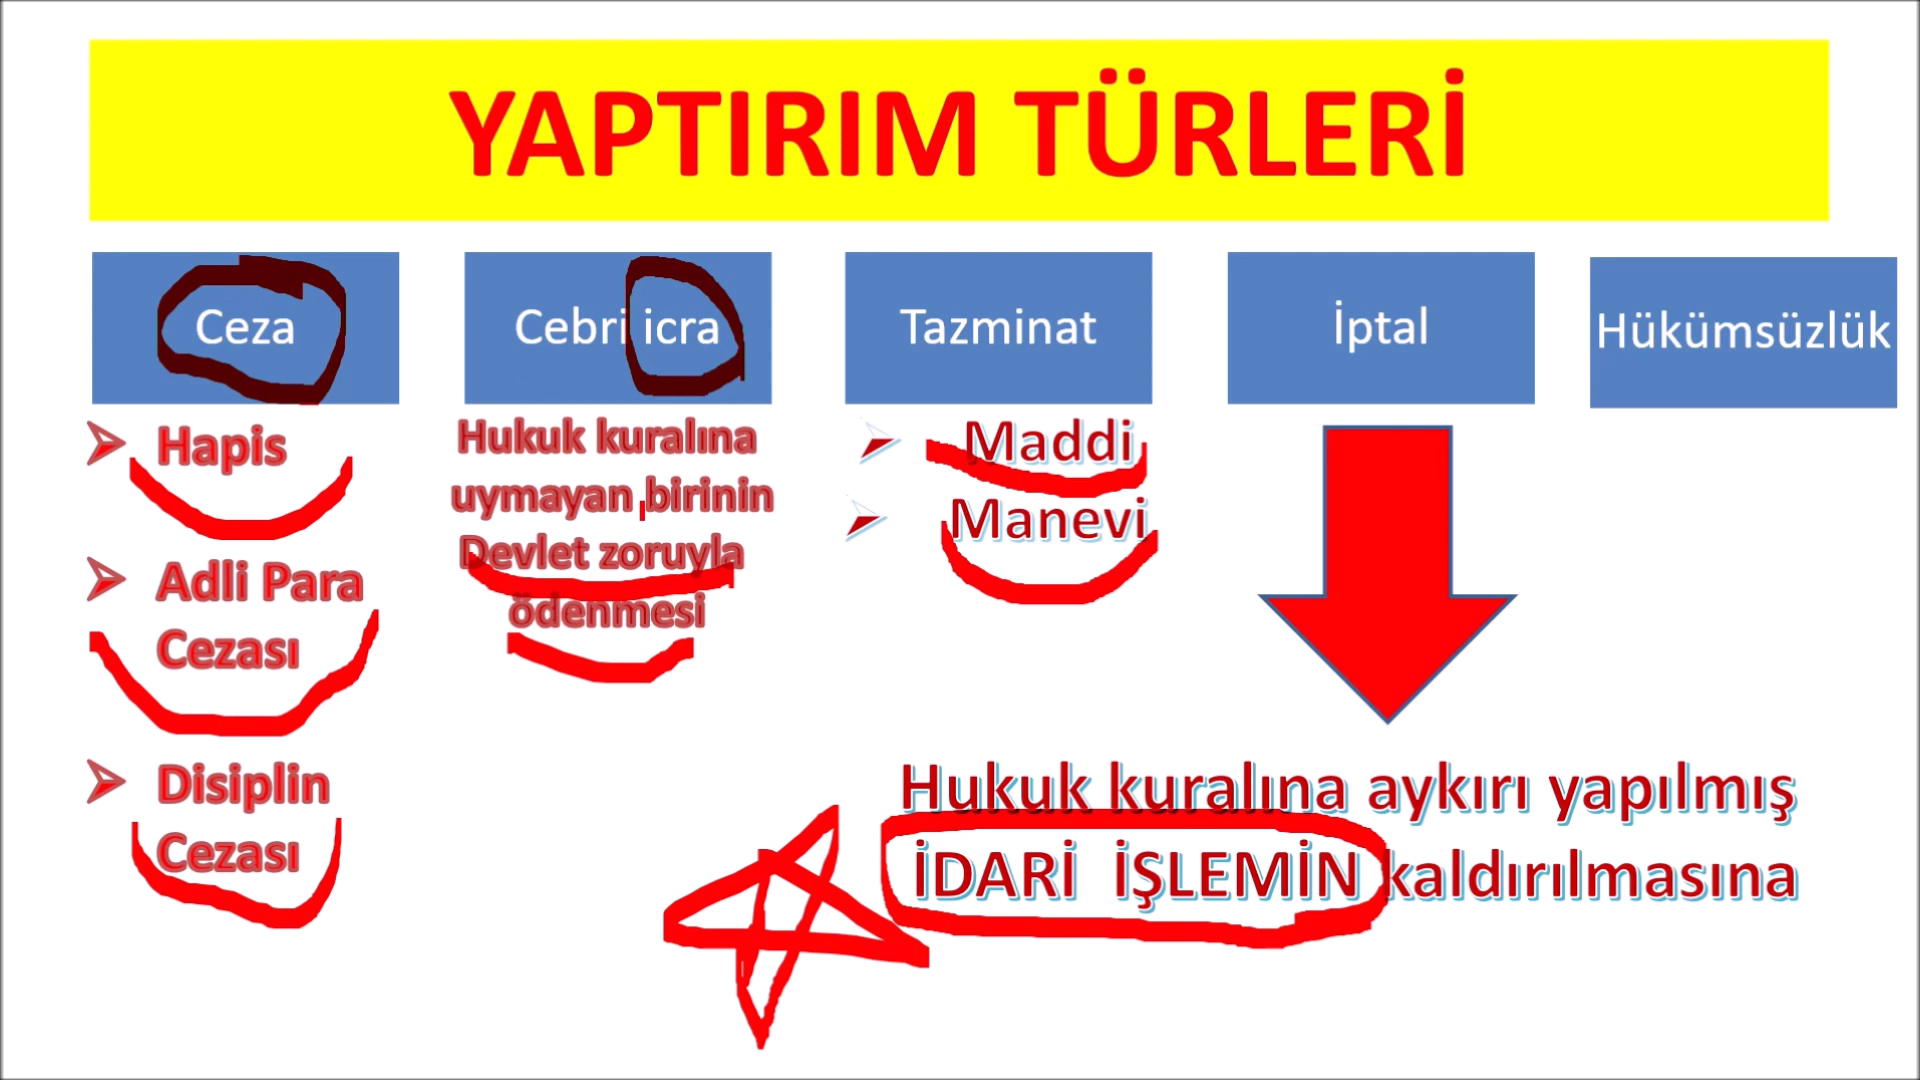 YAPTIRIM TÜRLERİ
Ceza
Cebri icra
Tazminat
İptal
Hükümsüzlük
Hapis
Adli Para
Cezası
Disiplin
Cezası
Hukuk kuralına
uymayan birinin
Devlet zoruyla
ödenmesi
Maddi
Manevi
Hukuk kuralına aykırı yapılmış
İDARİ İŞLEMİN kaldırılmasına